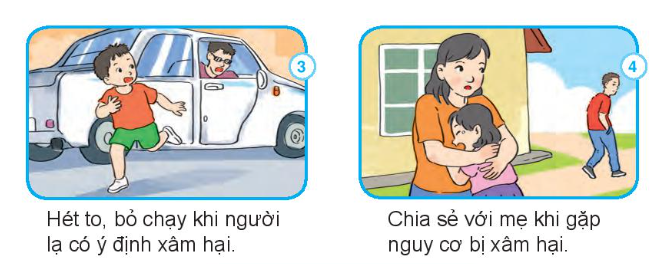 3
4
Hét to, bỏ chạy khi người
lạ có ý định xâm hại.
Chia sẻ với mẹ khi gặp
nguy cơ bị xâm hại.